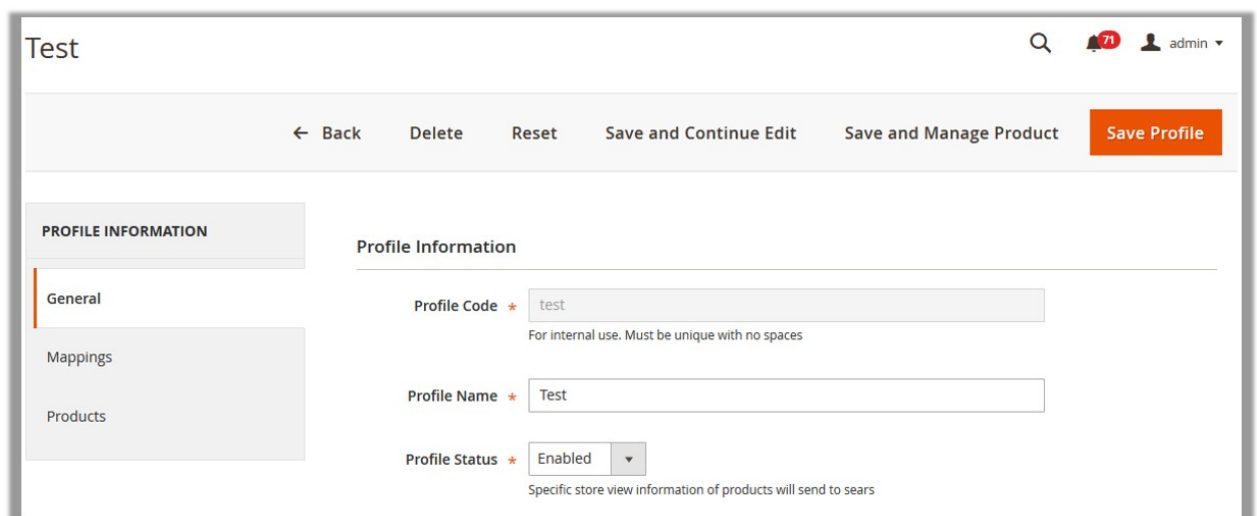 Test
71
admin
← Back Delete Reset Save and Continue Edit Save and Manage Product Save Profile
PROFILE INFORMATION
General
Mappings
Products
Profile Information
Profile Code * test
For internal use. Must be unique with no spaces
Profile Name * Test
Profile Status * Enabled
Specific store view information of products will send to sears